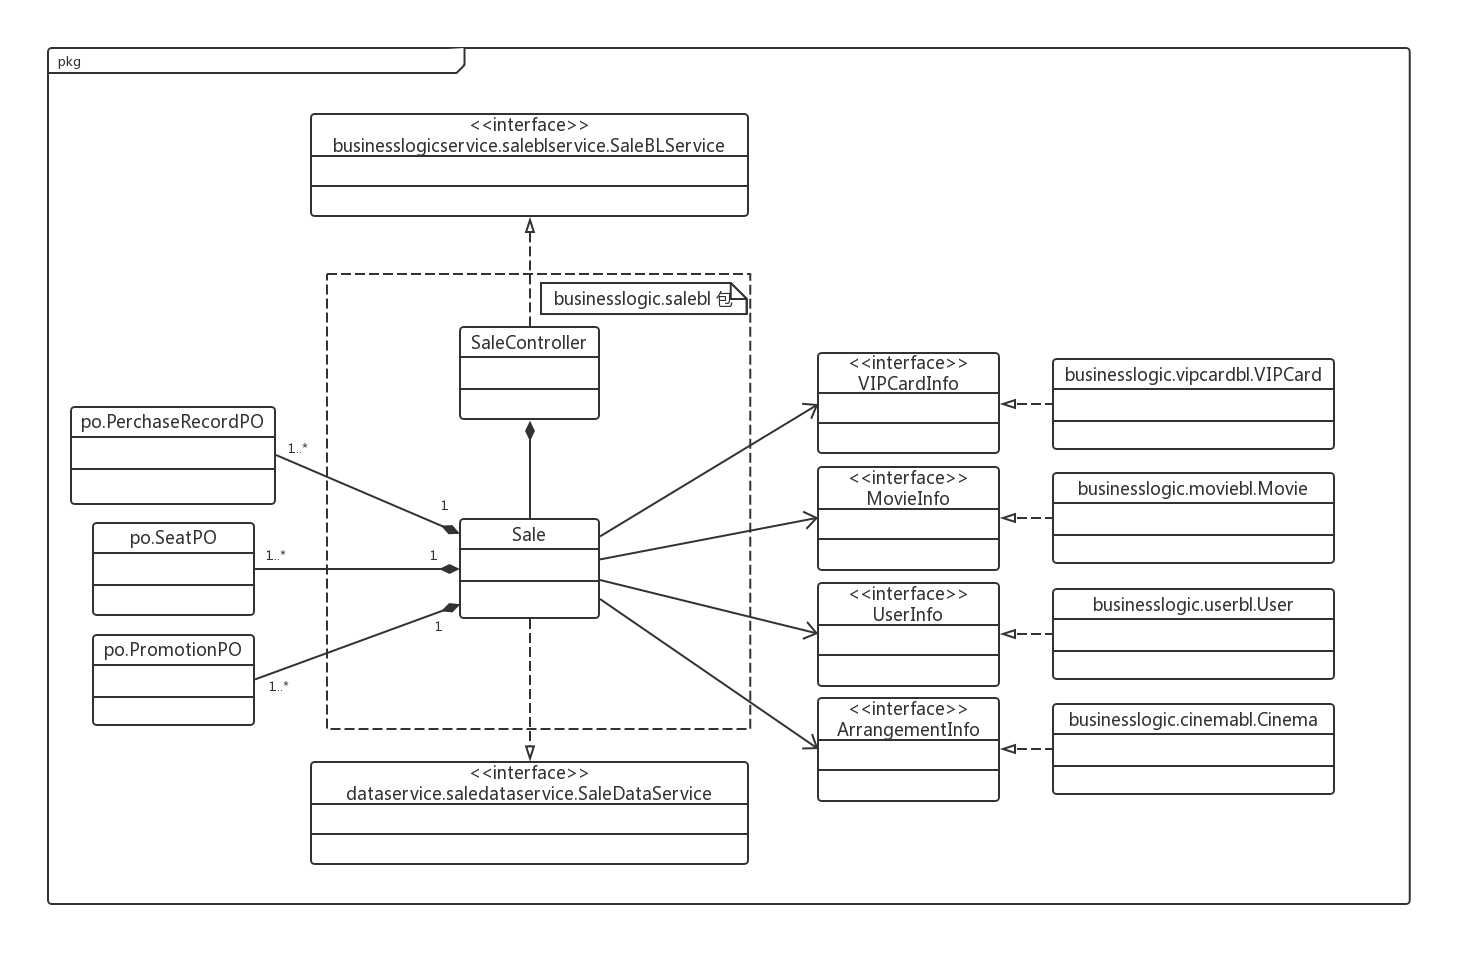 pkg
<<interface>>
businesslogicservice.saleblservice.SaleBLService
businesslogic.salebl 包
SaleController
<<interface>>
VIPCardInfo
businesslogic.vipcardbl.VIPCard
po.PerchaseRecordPO
1..*
1
<<interface>>
MovieInfo
businesslogic.moviebl.Movie
po.SeatPO
1..*
1
Sale
<<interface>>
UserInfo
businesslogic.userbl.User
po.PromotionPO
1..*
1
<<interface>>
ArrangementInfo
businesslogic.cinemabl.Cinema
<<interface>>
dataservice.saledataservice.SaleDataService